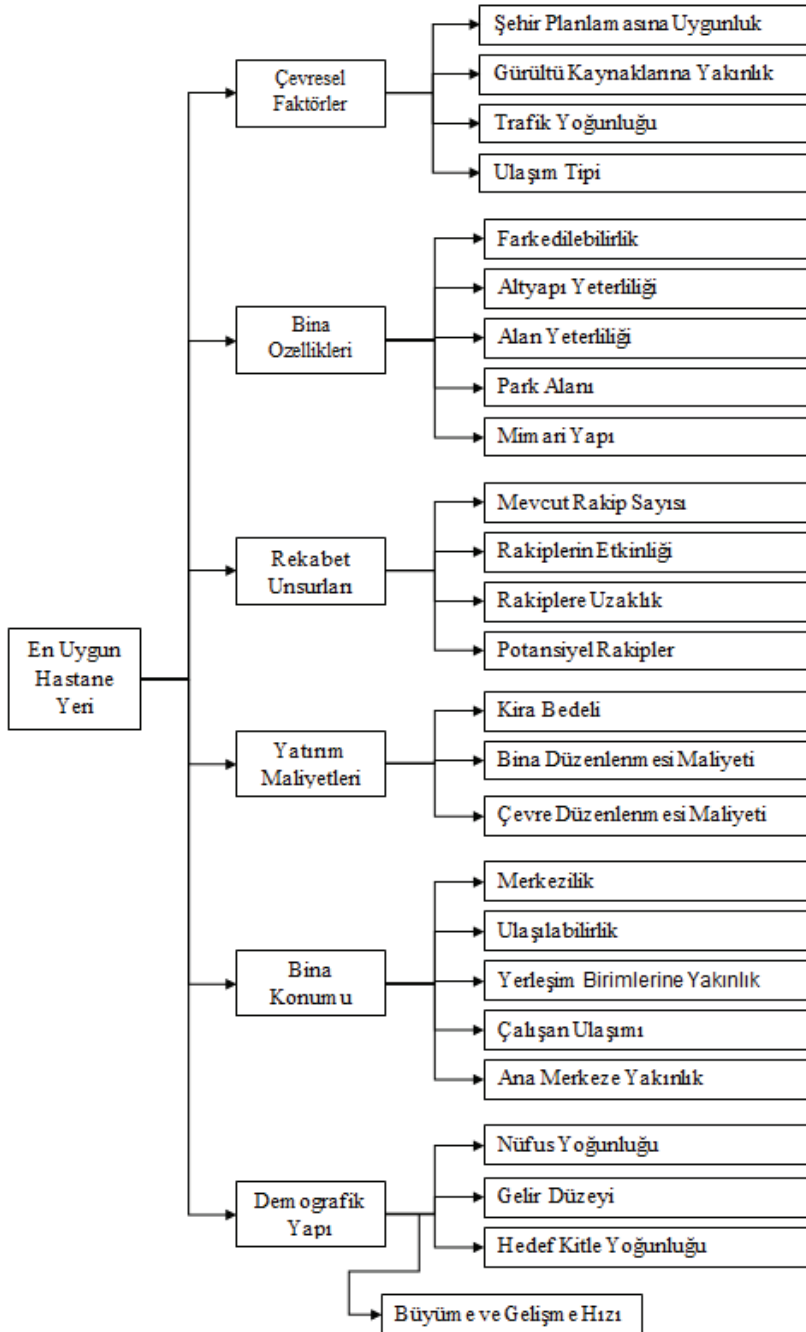 En Uygun
Hastane
Yeri
Çevresel
Faktörler
Şehir Planlamasına Uygunluk
Gürültü Kaynaklarına Yakınlık
Trafik Yoğunluğu
Ulaşım Tipi
Bina
Ozellikleri
Farkedilebilirlik
Altyapı Yeterliliği
Alan Yeterliliği
Park Alanı
Mimari Yapı
Rekabet
Unsurları
Mevcut Rakip Sayısı
Rakiplerin Etkinliği
Rakiplere Uzaklık
Potansiyel Rakipler
Yatırım
Maliyetleri
Kira Bedeli
Bina Düzenlenmesi Maliyeti
Çevre Düzenlenmesi Maliyeti
Bina
Konumu
Merkezilik
Ulaşılabilirlik
Yerleşim Birimlerine Yakınlık
Çalışan Ulaşımı
Ana Merkeze Yakınlık
Demografik
Yapı
Nüfus Yoğunluğu
Gelir Düzeyi
Hedef Kitle Yoğunluğu
Büyüme ve Gelişme Hızı